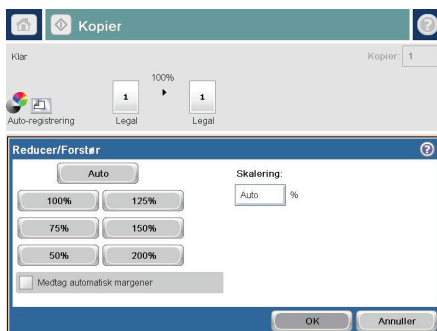 Kopier
Klar
Kopier: 1
100%
1 1
Auto-registrering Legal Legal
Reducer/Forstør
Auto
Skalering:
100% 125%
Auto %
75% 150%
50% 200%
Medtag automatisk margener
OK Annuller